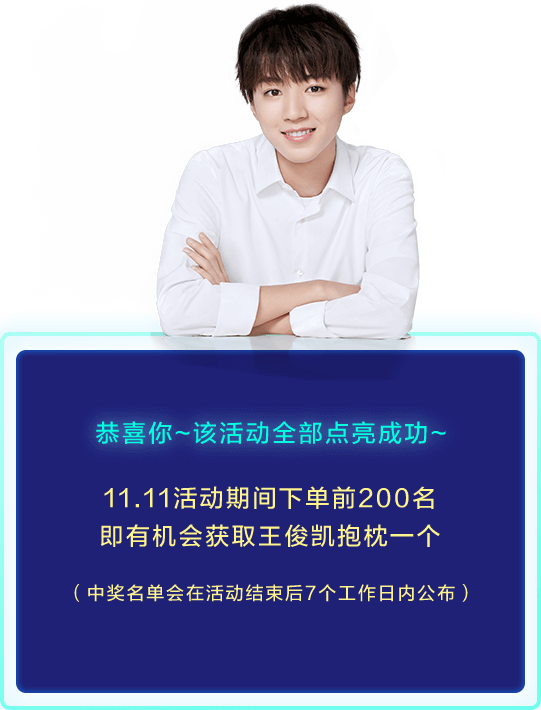 恭喜你~该活动全部点亮成功~
11.11活动期间下单前200名
即有机会获取王俊凯抱枕一个
（中奖名单会在活动结束后7个工作日内公布）